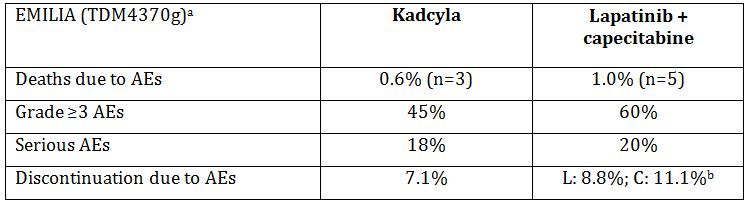 EMILIA (TDM4370g)a Kadcyla Lapatinib +
capecitabine
Deaths due to AEs 0.6% (n=3) 1.0% (n=5)
Grade ≥3 AEs 45% 60%
Serious AEs 18% 20%
Discontinuation due to AEs 7.1% L: 8.8%; C: 11.1%b